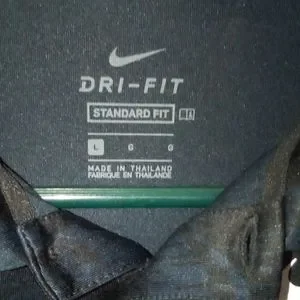 DRI-FIT
STANDARD FIT
L G G
MADE IN THAILAND
FABRIQUÉ EN THAÏLANDE